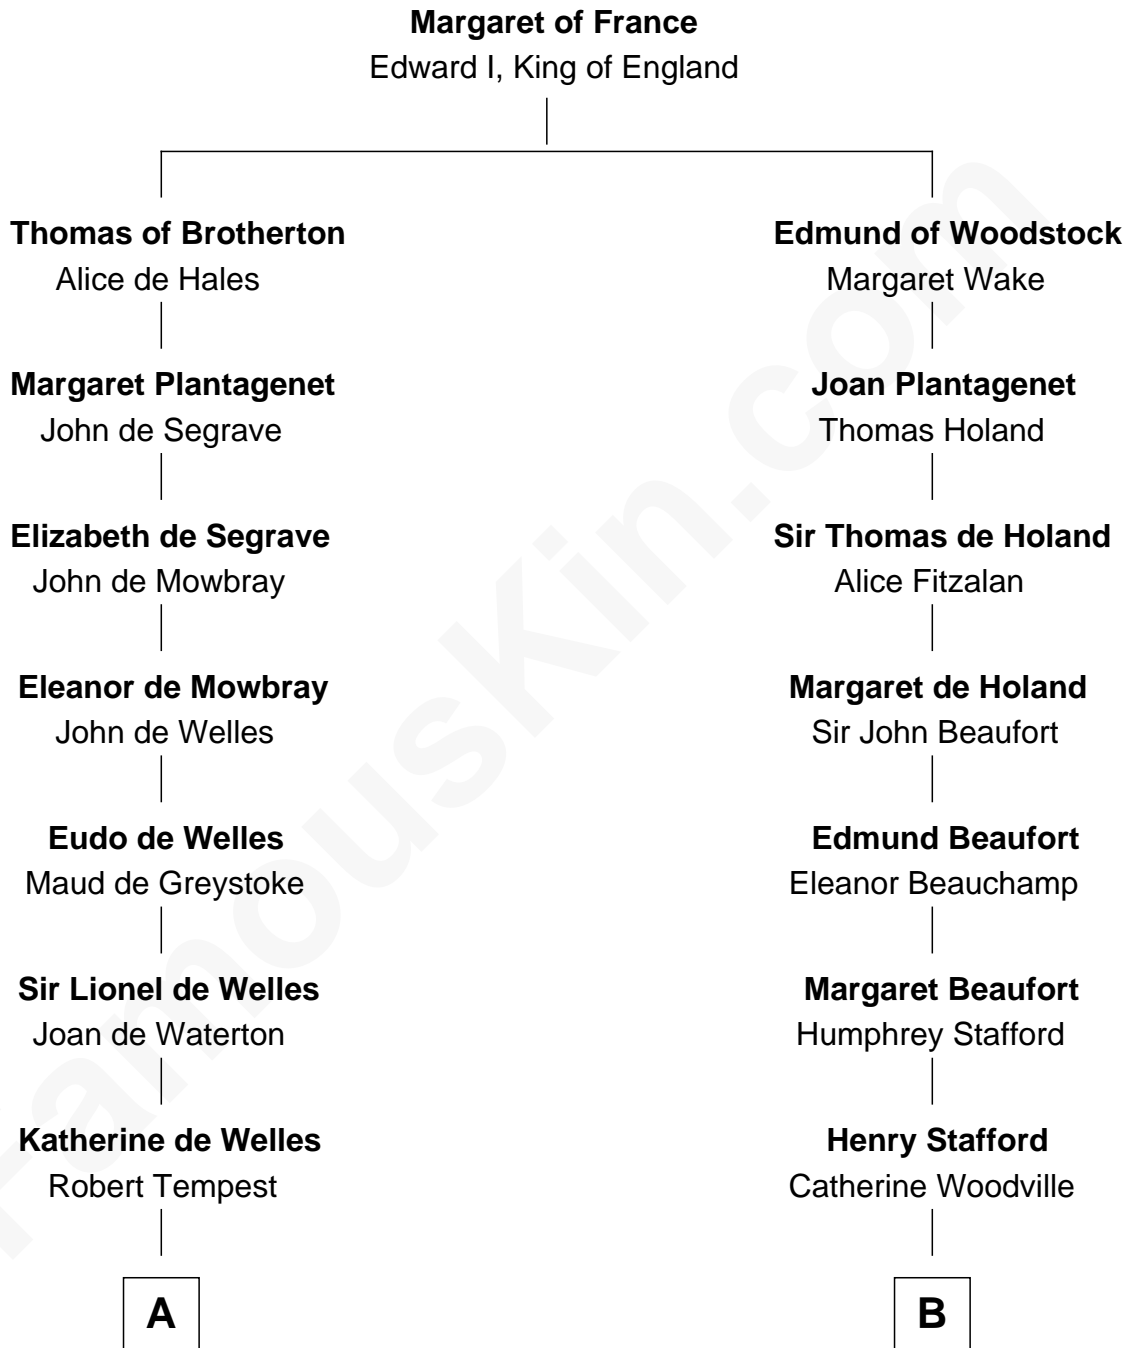 Margaret of France
Edward I, King of England
Thomas of Brotherton
Alice de Hales
Edmund of Woodstock
Margaret Wake
Margaret Plantagenet
John de Segrave
Joan Plantagenet
Thomas Holand
Elizabeth de Segrave
John de Mowbray
Sir Thomas de Holand
Alice Fitzalan
Eleanor de Mowbray
John de Welles
Margaret de Holand
Sir John Beaufort
Eudo de Welles
Maud de Greystoke
Edmund Beaufort
Eleanor Beauchamp
Sir Lionel de Welles
Joan de Waterton
Margaret Beaufort
Humphrey Stafford
Katherine de Welles
Robert Tempest
Henry Stafford
Catherine Woodville
A
B
FamousKin.com